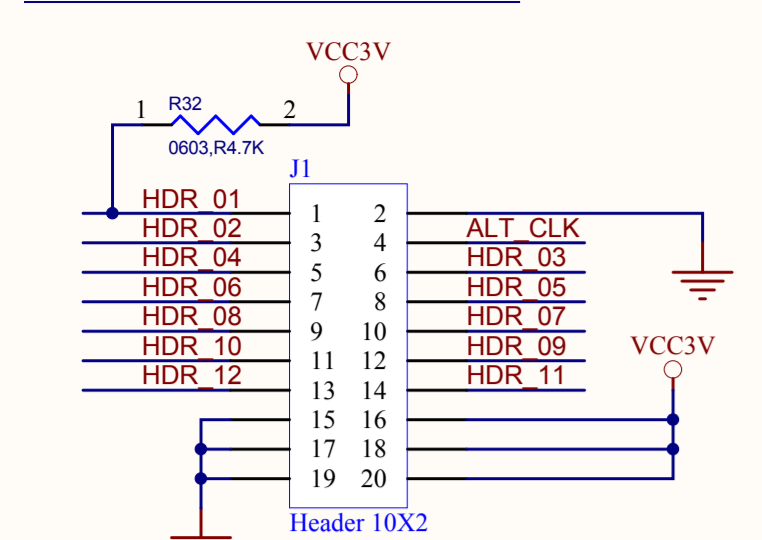 VCC3V
1 R32 2
0603,R4.7K
J1
HDR_01 1 2
HDR_02 3 4 ALT_CLK
HDR_04 5 6 HDR_03
HDR_06 7 8 HDR_05
HDR_08 9 10 HDR_07
HDR_10 11 12 HDR_09
VCC3V
HDR_12 13 14 HDR_11
15 16
17 18
19 20
Header 10X2